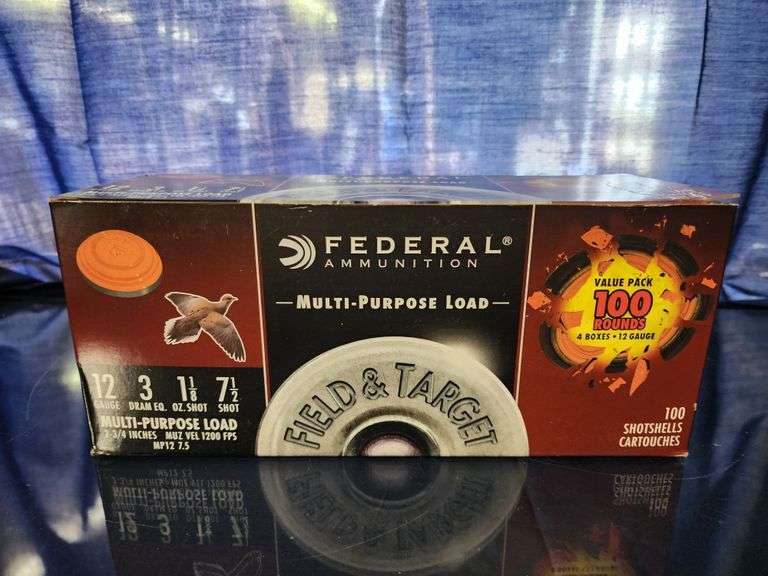 FEDERAL®
AMMUNITION
MULTI-PURPOSE LOAD
FIELD & TARGET
12 3 1 1/8 7 1/2
GAUGE DRAM EQ. OZ. SHOT SHOT
MULTI-PURPOSE LOAD
2-3/4 INCHES MUZ VEL 1200 FPS
MP12 7.5
VALUE PACK
100
ROUNDS
4 BOXES • 12 GAUGE
100
SHOTSHELLS
CARTOUCHES